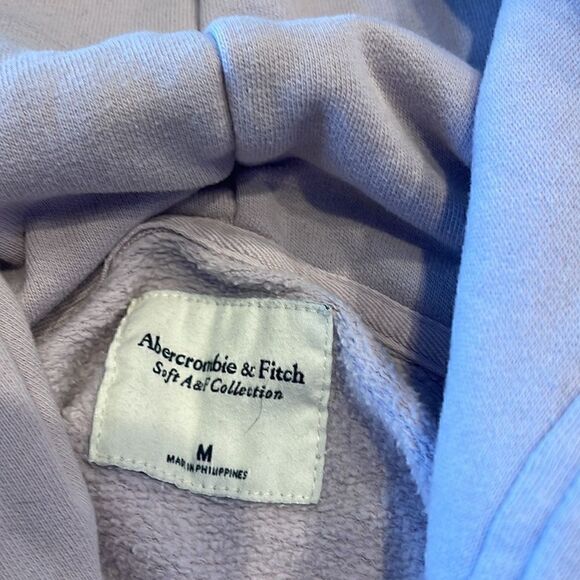 Abercrombie & Fitch
Soft A&F Collection
M
MADE IN PHILIPPINES